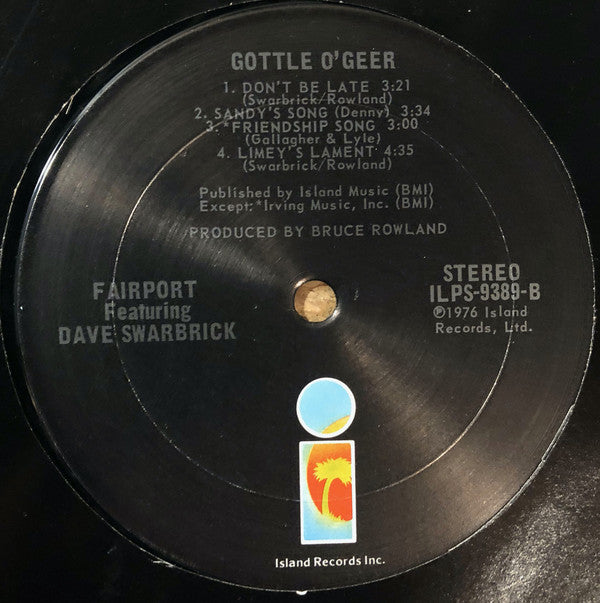 GOTTLE O'GEER
1. DON'T BE LATE 3:21
(Swarbrick/Rowland)
2. SANDY'S SONG (Denny) 3:34
3. *FRIENDSHIP SONG 3:00
(Gallagher & Lyle)
4. LIMEY'S LAMENT 4:35
(Swarbrick/Rowland)
Published by Island Music (BMI)
Except: *Irving Music, Inc. (BMI)
PRODUCED BY BRUCE ROWLAND
FAIRPORT
Featuring
DAVE SWARBRICK
STEREO
ILPS-9389-B
℗1976 Island
Records, Ltd.
i
Island Records Inc.